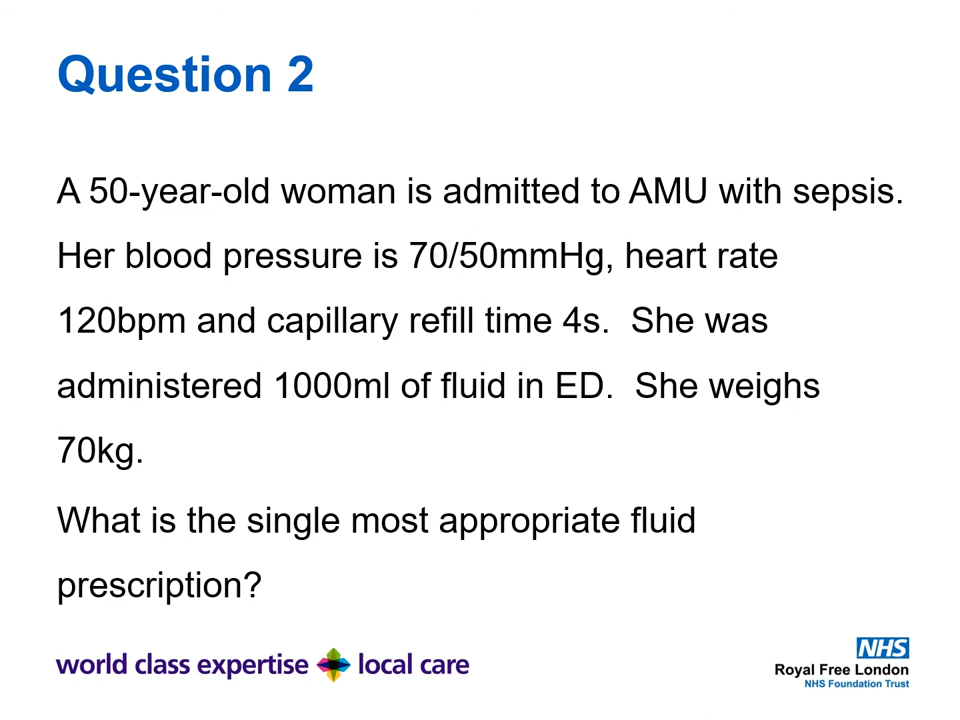 Question 2
A 50-year-old woman is admitted to AMU with sepsis.
Her blood pressure is 70/50mmHg, heart rate
120bpm and capillary refill time 4s.  She was
administered 1000ml of fluid in ED.  She weighs
70kg.
What is the single most appropriate fluid
prescription?
world class expertise local care
NHS
Royal Free London
NHS Foundation Trust